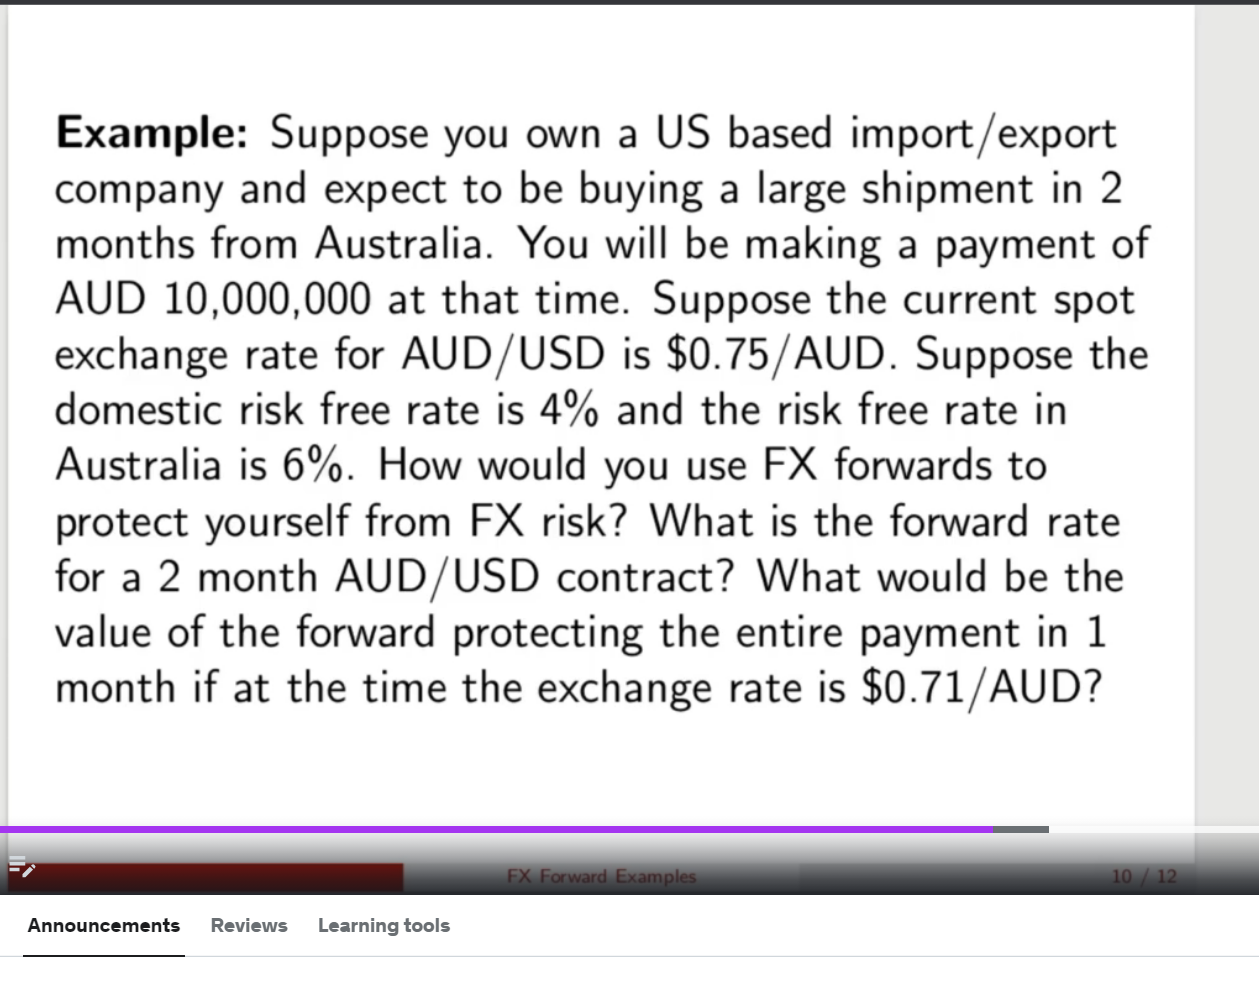 Example: Suppose you own a US based import/export
company and expect to be buying a large shipment in 2
months from Australia. You will be making a payment of
AUD 10,000,000 at that time. Suppose the current spot
exchange rate for AUD/USD is $0.75/AUD. Suppose the
domestic risk free rate is 4% and the risk free rate in
Australia is 6%. How would you use FX forwards to
protect yourself from FX risk? What is the forward rate
for a 2 month AUD/USD contract? What would be the
value of the forward protecting the entire payment in 1
month if at the time the exchange rate is $0.71/AUD?
FX Forward Examples 10 / 12
Announcements Reviews Learning tools